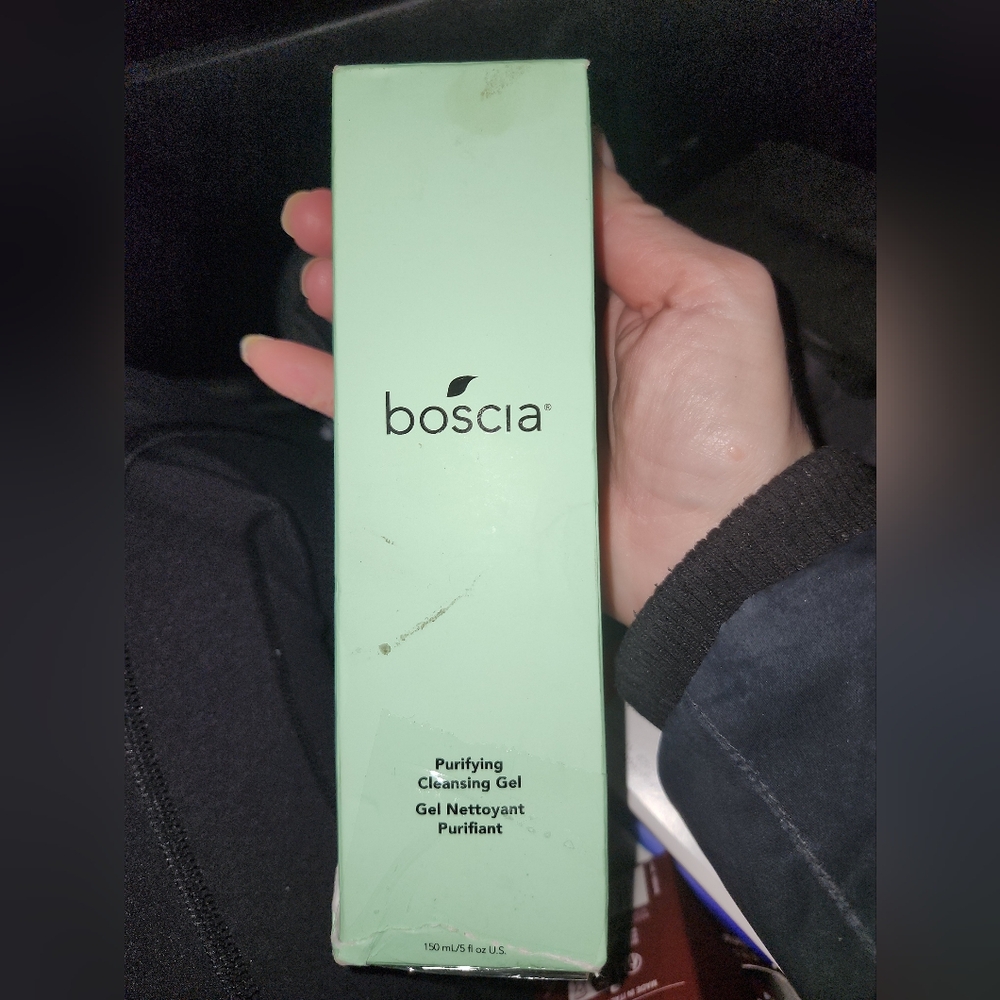 boscia®
Purifying
Cleansing Gel
Gel Nettoyant
Purifiant
150 mL/5 fl oz U.S.